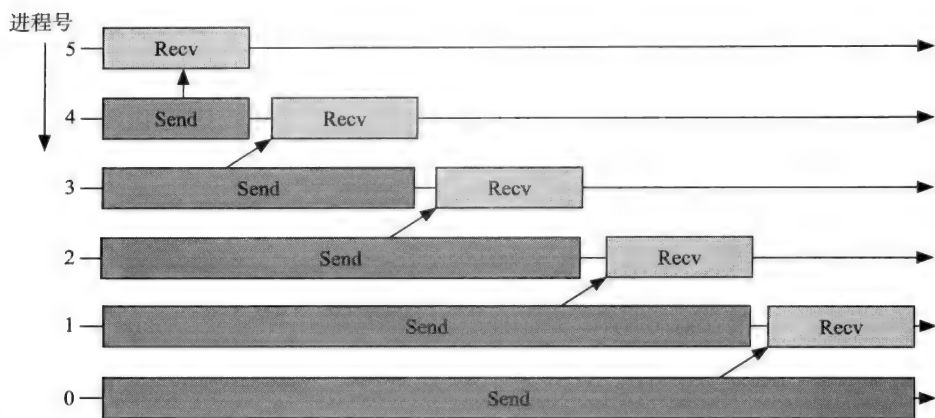 进程号
5 Recv
4 Send Recv
3 Send Recv
2 Send Recv
1 Send Recv
0 Send